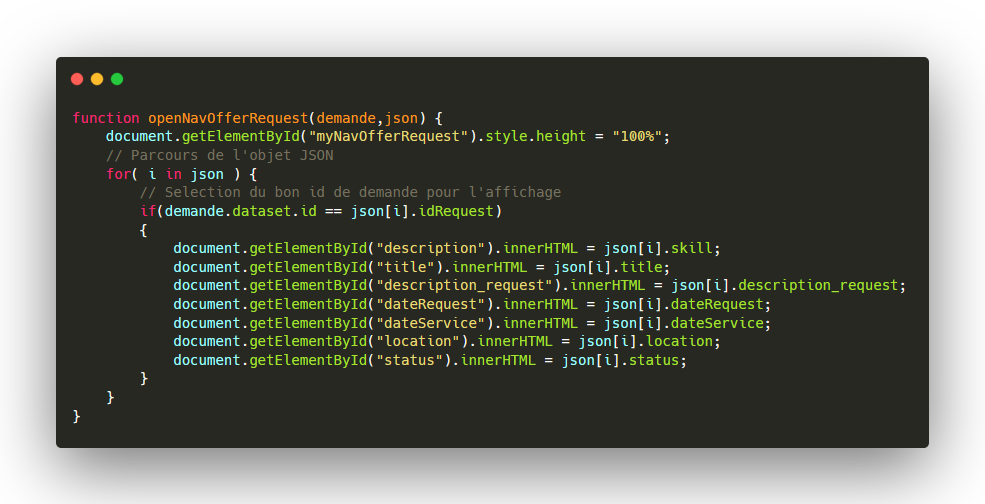 function openNavOfferRequest(demande,json) {
    document.getElementById("myNavOfferRequest").style.height = "100%";
    // Parcours de l'objet JSON
    for( i in json ) {
        // Selection du bon id de demande pour l'affichage
        if(demande.dataset.id == json[i].idRequest)
        {
            document.getElementById("description").innerHTML = json[i].skill;
            document.getElementById("title").innerHTML = json[i].title;
            document.getElementById("description_request").innerHTML = json[i].description_request;
            document.getElementById("dateRequest").innerHTML = json[i].dateRequest;
            document.getElementById("dateService").innerHTML = json[i].dateService;
            document.getElementById("location").innerHTML = json[i].location;
            document.getElementById("status").innerHTML = json[i].status;
        }
    }
}